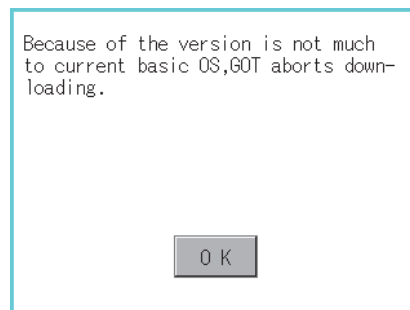 Because of the version is not much
to current basic OS,GOT aborts down-
loading.
OK